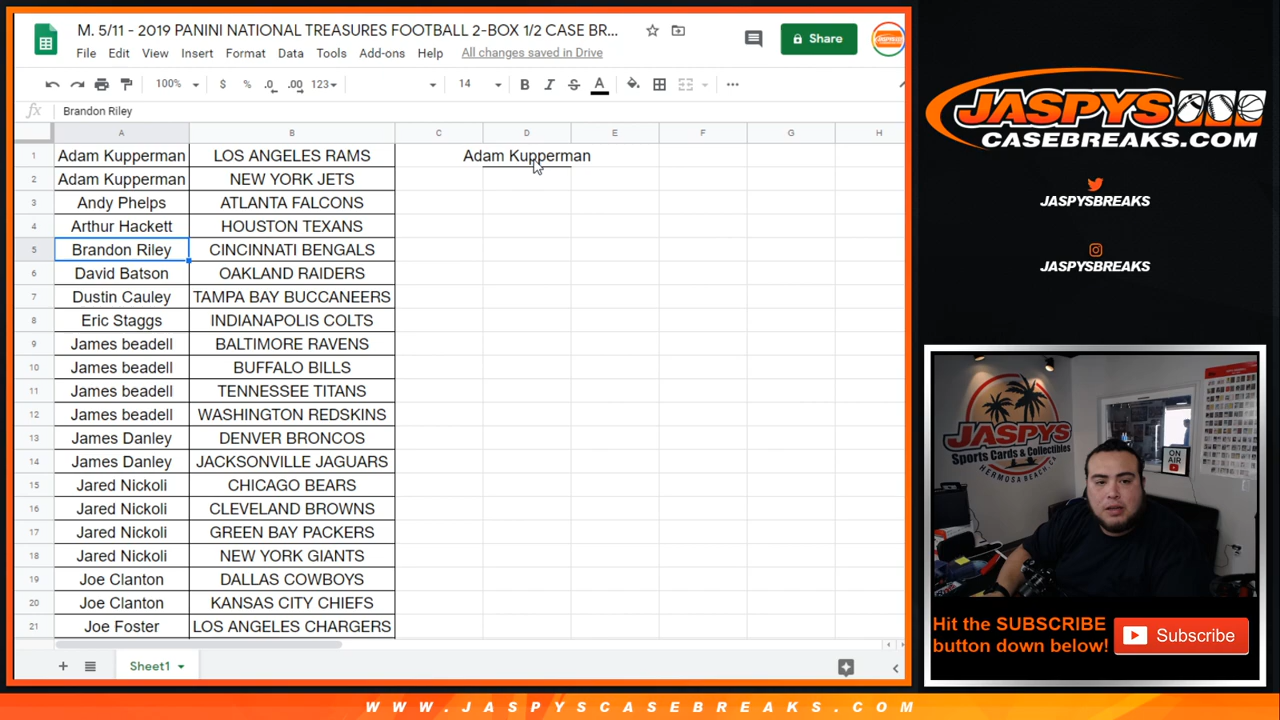 M. 5/11 - 2019 PANINI NATIONAL TREASURES FOOTBALL 2-BOX 1/2 CASE BR...
File Edit View Insert Format Data Tools Add-ons Help All changes saved in Drive
Share
100% $ % .0 .00 123 14 B I S A
fx Brandon Riley
A B C D E F G H
1 Adam Kupperman LOS ANGELES RAMS Adam Kupperman
2 Adam Kupperman NEW YORK JETS
3 Andy Phelps ATLANTA FALCONS
4 Arthur Hackett HOUSTON TEXANS
5 Brandon Riley CINCINNATI BENGALS
6 David Batson OAKLAND RAIDERS
7 Dustin Cauley TAMPA BAY BUCCANEERS
8 Eric Staggs INDIANAPOLIS COLTS
9 James beadell BALTIMORE RAVENS
10 James beadell BUFFALO BILLS
11 James beadell TENNESSEE TITANS
12 James beadell WASHINGTON REDSKINS
13 James Danley DENVER BRONCOS
14 James Danley JACKSONVILLE JAGUARS
15 Jared Nickoli CHICAGO BEARS
16 Jared Nickoli CLEVELAND BROWNS
17 Jared Nickoli GREEN BAY PACKERS
18 Jared Nickoli NEW YORK GIANTS
19 Joe Clanton DALLAS COWBOYS
20 Joe Clanton KANSAS CITY CHIEFS
21 Joe Foster LOS ANGELES CHARGERS
Sheet1
JASPYS
CASEBREAKS.COM
JASPYSBREAKS
JASPYSBREAKS
JASPYS
Sports Cards & Collectibles
HERMOSA BEACH, CA
ON
AIR
Hit the SUBSCRIBE
button down below!
Subscribe
WWW.JASPYSCASEBREAKS.COM